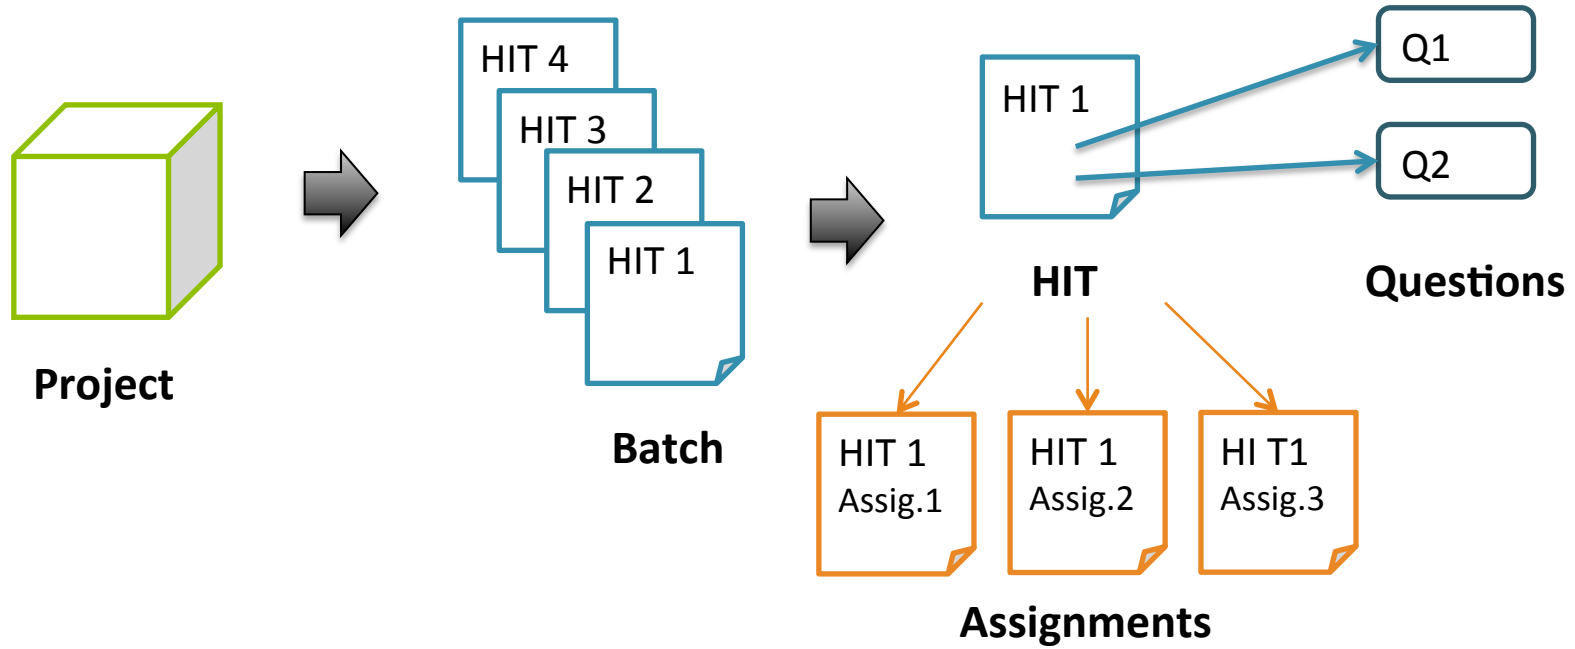 Project
HIT 4
HIT 3
HIT 2
HIT 1
Batch
HIT 1
HIT
Q1
Q2
Questions
HIT 1
Assig.1
HIT 1
Assig.2
HI T1
Assig.3
Assignments